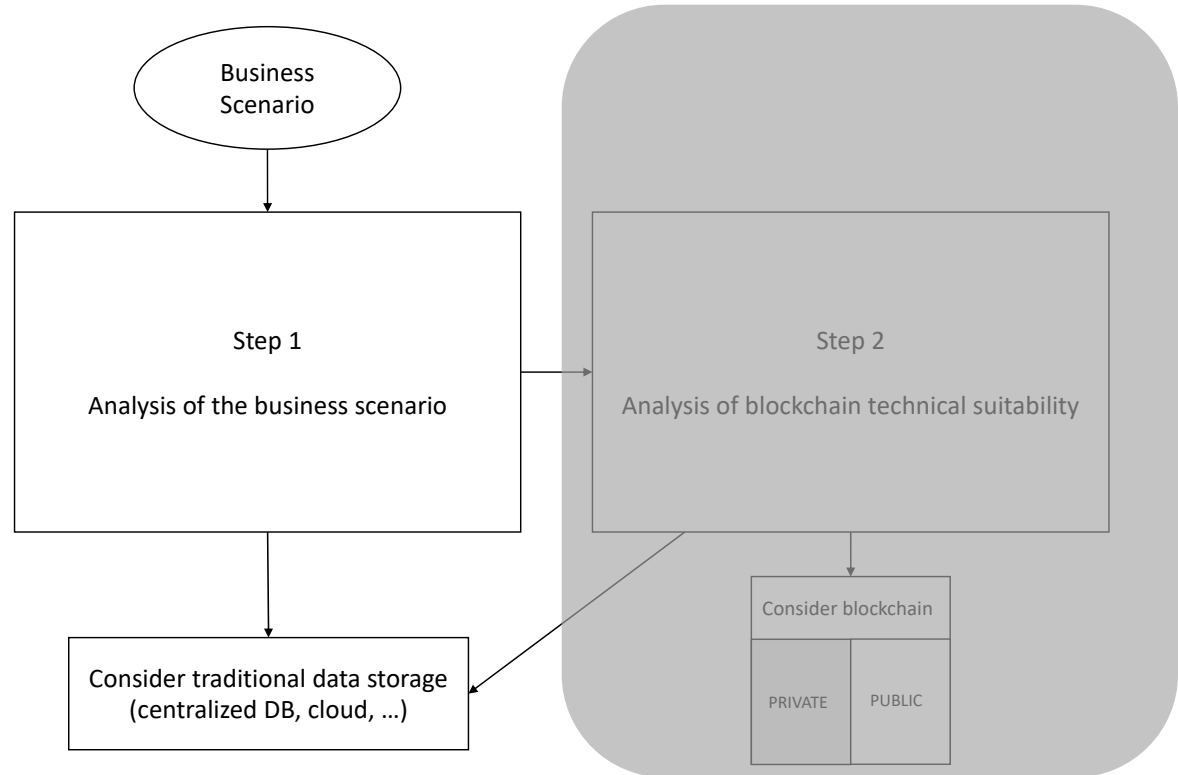 Business
Scenario
Step 1
Analysis of the business scenario
Step 2
Analysis of blockchain technical suitability
Consider blockchain
PRIVATE
PUBLIC
Consider traditional data storage
(centralized DB, cloud, …)